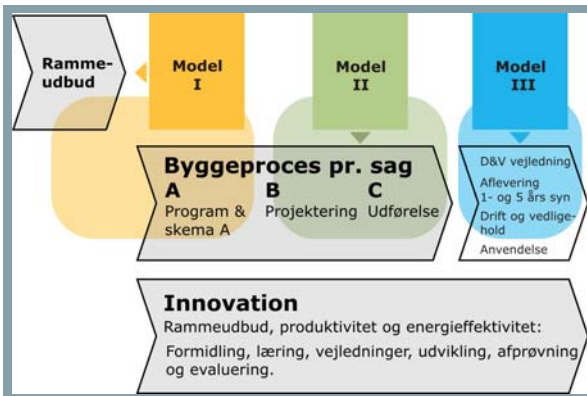 Ramme-
udbud
Model
I
Model
II
Model
III
Byggeproces pr. sag
A
Program &
skema A
B
Projektering
C
Udførelse
D&V vejledning
Aflevering
1- og 5 års syn
Drift og vedlige-
hold
Anvendelse
Innovation
Rammeudbud, produktivitet og energieffektivitet:
Formidling, læring, vejledninger, udvikling, afprøvning
og evaluering.